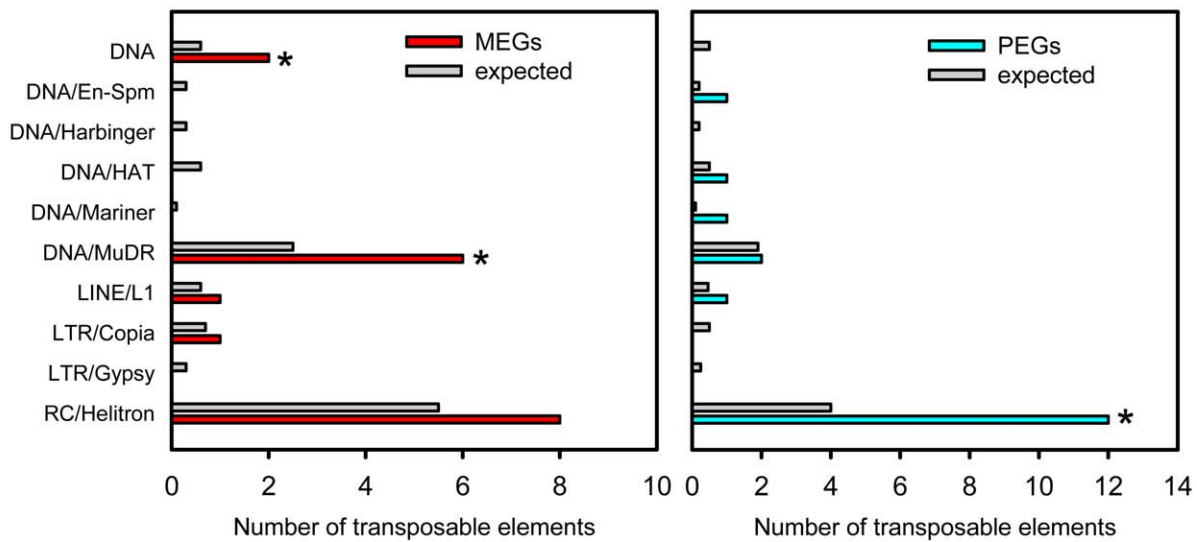 DNA
DNA/En-Spm
DNA/Harbinger
DNA/HAT
DNA/Mariner
DNA/MuDR
LINE/L1
LTR/Copia
LTR/Gypsy
RC/Helitron
MEGs
expected
*
*
0 2 4 6 8 10
Number of transposable elements
PEGs
expected
*
0 2 4 6 8 10 12 14
Number of transposable elements